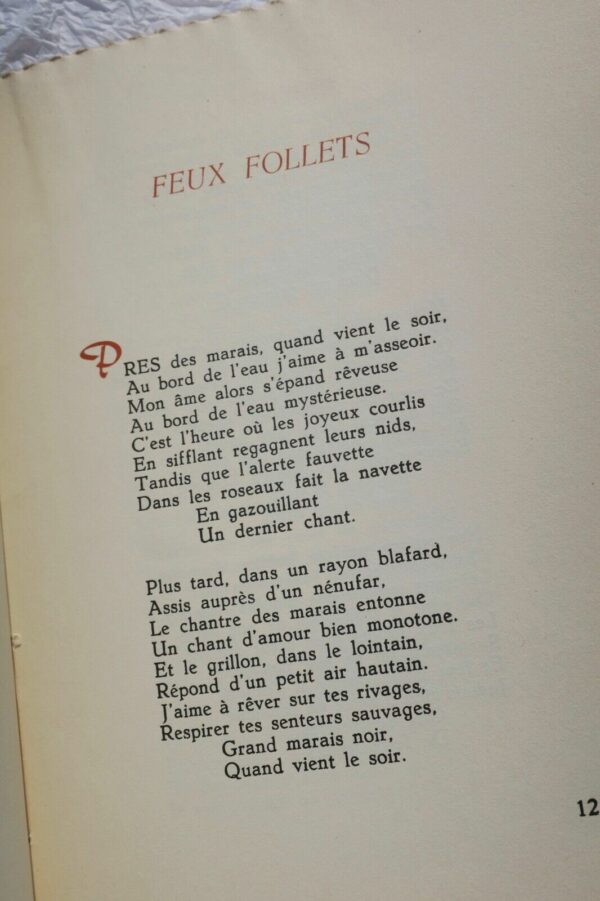 FEUX FOLLETS
PRES des marais, quand vient le soir,
Au bord de l'eau j'aime à m'asseoir.
Mon âme alors s'épand rêveuse
Au bord de l'eau mystérieuse.
C'est l'heure où les joyeux courlis
En sifflant regagnent leurs nids,
Tandis que l'alerte fauvette
Dans les roseaux fait la navette
En gazouillant
Un dernier chant.
Plus tard, dans un rayon blafard,
Assis auprès d'un nénufar,
Le chantre des marais entonne
Un chant d'amour bien monotone.
Et le grillon, dans le lointain,
Répond d'un petit air hautain.
J'aime à rêver sur tes rivages,
Respirer tes senteurs sauvages,
Grand marais noir,
Quand vient le soir.
12